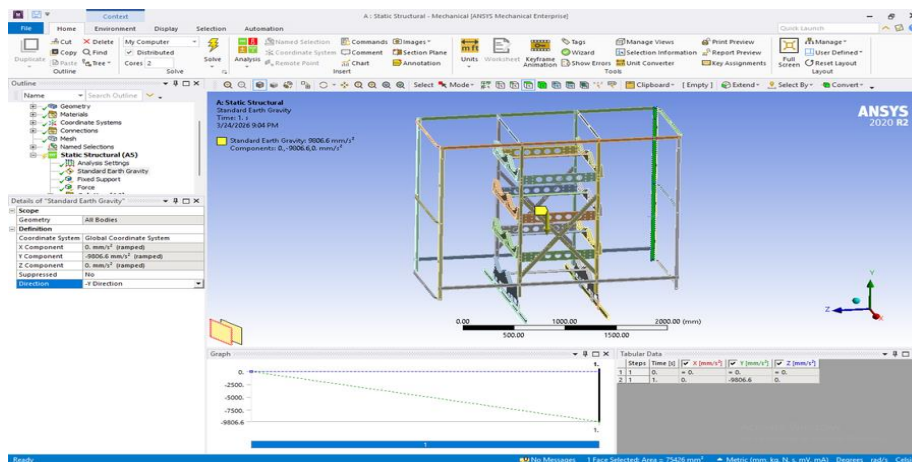 Context
A : Static Structural - Mechanical [ANSYS Mechanical Enterprise]
File Home Environment Display Selection Automation
Quick Launch
Duplicate
Cut Delete My Computer
Copy Find Distributed
Paste Tree Cores 2
Outline Solve
Solve
Analysis
Named Selection Commands Images
Coordinate System Comment Section Plane
Remote Point Chart Annotation
Insert
Units Worksheet Keyframe Animation
Tags Manage Views Print Preview
Wizard Selection Information Report Preview
Show Errors Unit Converter Key Assignments
Tools
Full Screen
Manage
User Defined
Reset Layout
Layout
Outline
Name Search Outline
Geometry
Materials
Coordinate Systems
Connections
Mesh
Named Selections
Static Structural (A5)
Analysis Settings
Standard Earth Gravity
Fixed Support
Force
Details of "Standard Earth Gravity"
Scope
Geometry All Bodies
Definition
Coordinate System Global Coordinate System
X Component 0. mm/s² (ramped)
Y Component -9806.6 mm/s² (ramped)
Z Component 0. mm/s² (ramped)
Suppressed No
Direction -Y Direction
Select Mode Clipboard [ Empty ] Extend Select By Convert
A: Static Structural
Standard Earth Gravity
Time: 1. s
3/24/2026 9:04 PM
Standard Earth Gravity: 9806.6 mm/s²
Components: 0.,-9806.6,0. mm/s²
ANSYS
2020 R2
0.00 1000.00 2000.00 (mm)
500.00 1500.00
Y
Z
X
Graph
1.
0.
-2500.
-5000.
-7500.
-9806.6
1.
1
Tabular Data
Steps Time [s] X [mm/s²] Y [mm/s²] Z [mm/s²]
1 1 0. = 0. = 0. = 0.
2 1 1. 0. -9806.6 0.
Ready
No Messages 1 Face Selected: Area = 75426 mm² Metric (mm, kg, N, s, mV, mA) Degrees rad/s